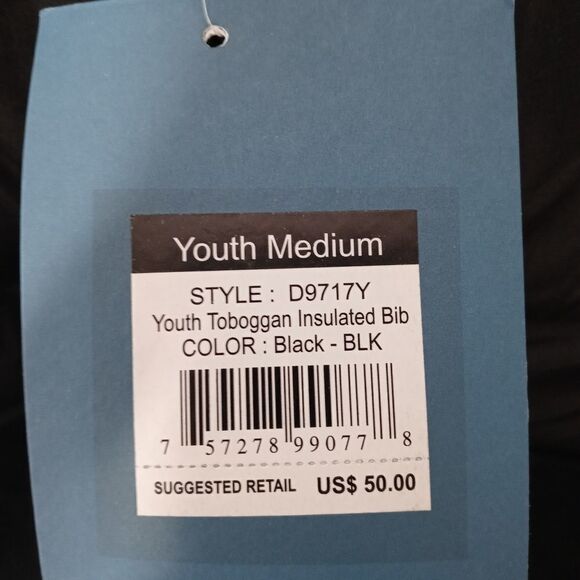 Youth Medium
STYLE : D9717Y
Youth Toboggan Insulated Bib
COLOR : Black - BLK
7 57278 99077 8
SUGGESTED RETAIL US$ 50.00